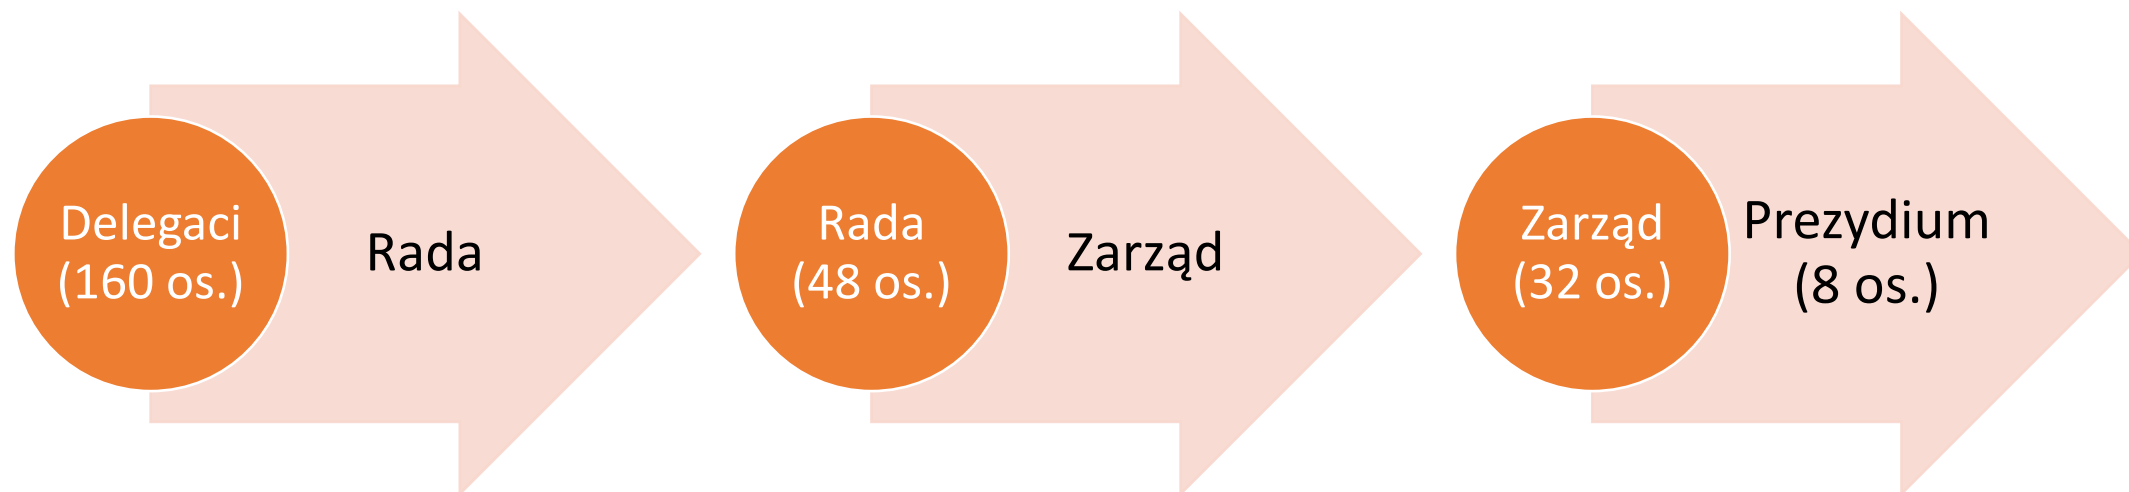 Delegaci
(160 os.)
Rada
Rada
(48 os.)
Zarząd
Zarząd
(32 os.)
Prezydium
(8 os.)